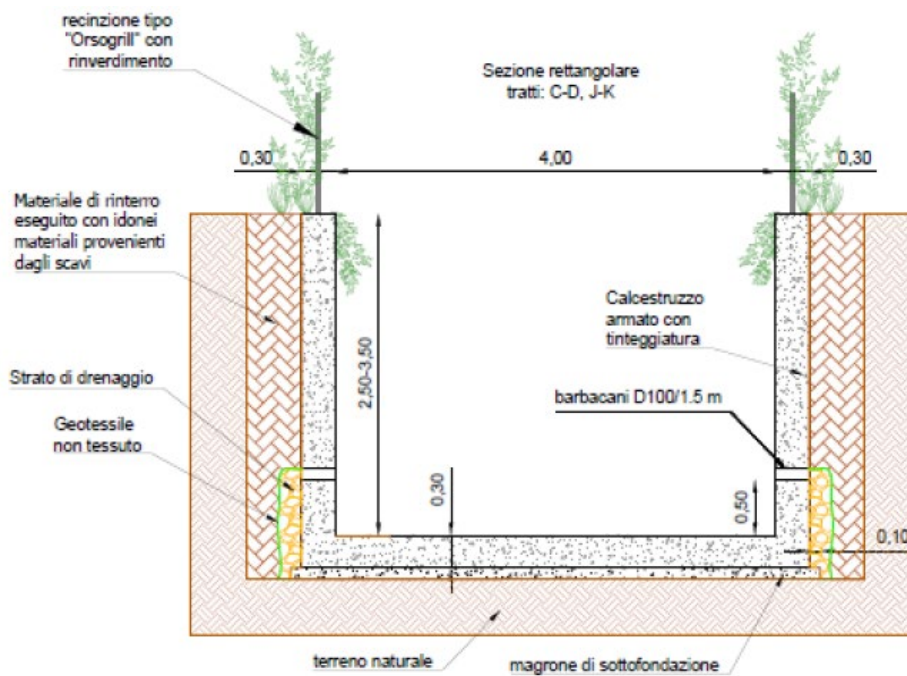 recinzione tipo
"Orsogrill" con
rinverdimento
Sezione rettangolare
tratti: C-D, J-K
0,30
4,00
0,30
Materiale di rinterro
eseguito con idonei
materiali provenienti
dagli scavi
Calcestruzzo
armato con
tinteggiatura
2,50-3,50
Strato di drenaggio
barbacani D100/1.5 m
Geotessile
non tessuto
0,30
0,50
0,10
terreno naturale
magrone di sottofondazione